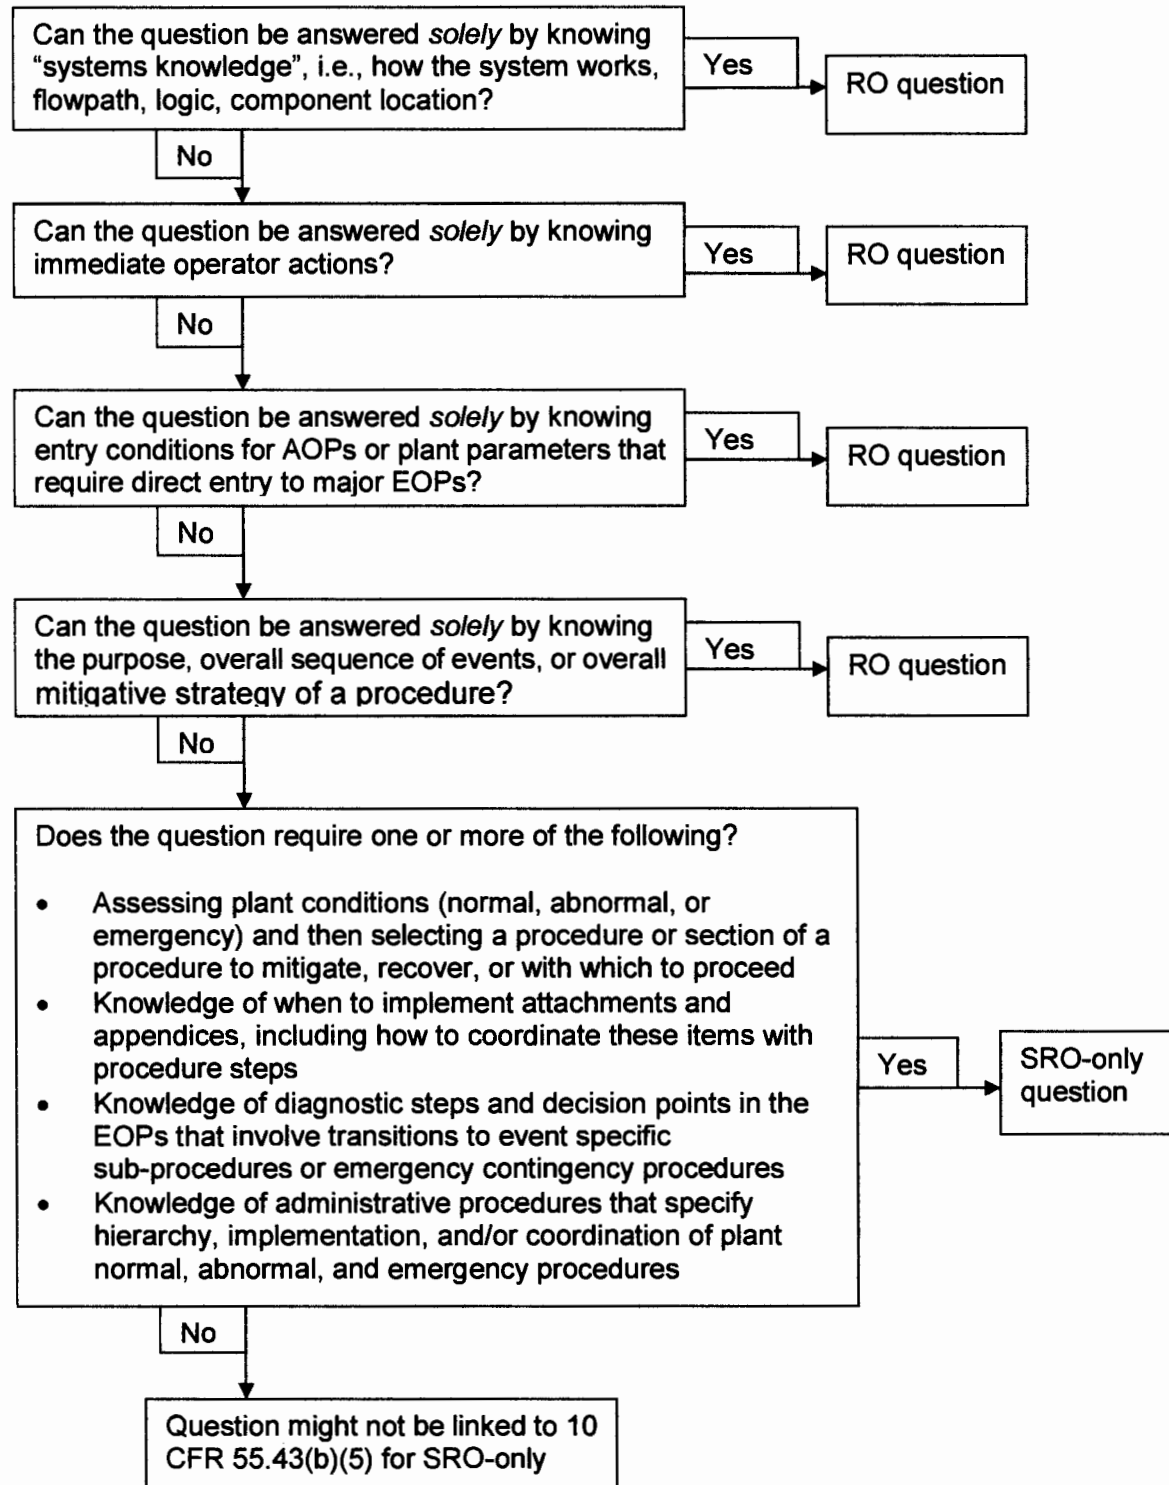 Can the question be answered solely by knowing
“systems knowledge”, i.e., how the system works,
flowpath, logic, component location?
Yes
RO question
No
Can the question be answered solely by knowing
immediate operator actions?
Yes
RO question
No
Can the question be answered solely by knowing
entry conditions for AOPs or plant parameters that
require direct entry to major EOPs?
Yes
RO question
No
Can the question be answered solely by knowing
the purpose, overall sequence of events, or overall
mitigative strategy of a procedure?
Yes
RO question
No
Does the question require one or more of the following?
• Assessing plant conditions (normal, abnormal, or
emergency) and then selecting a procedure or section of a
procedure to mitigate, recover, or with which to proceed
• Knowledge of when to implement attachments and
appendices, including how to coordinate these items with
procedure steps
• Knowledge of diagnostic steps and decision points in the
EOPs that involve transitions to event specific
sub-procedures or emergency contingency procedures
• Knowledge of administrative procedures that specify
hierarchy, implementation, and/or coordination of plant
normal, abnormal, and emergency procedures
Yes
SRO-only
question
No
Question might not be linked to 10
CFR 55.43(b)(5) for SRO-only